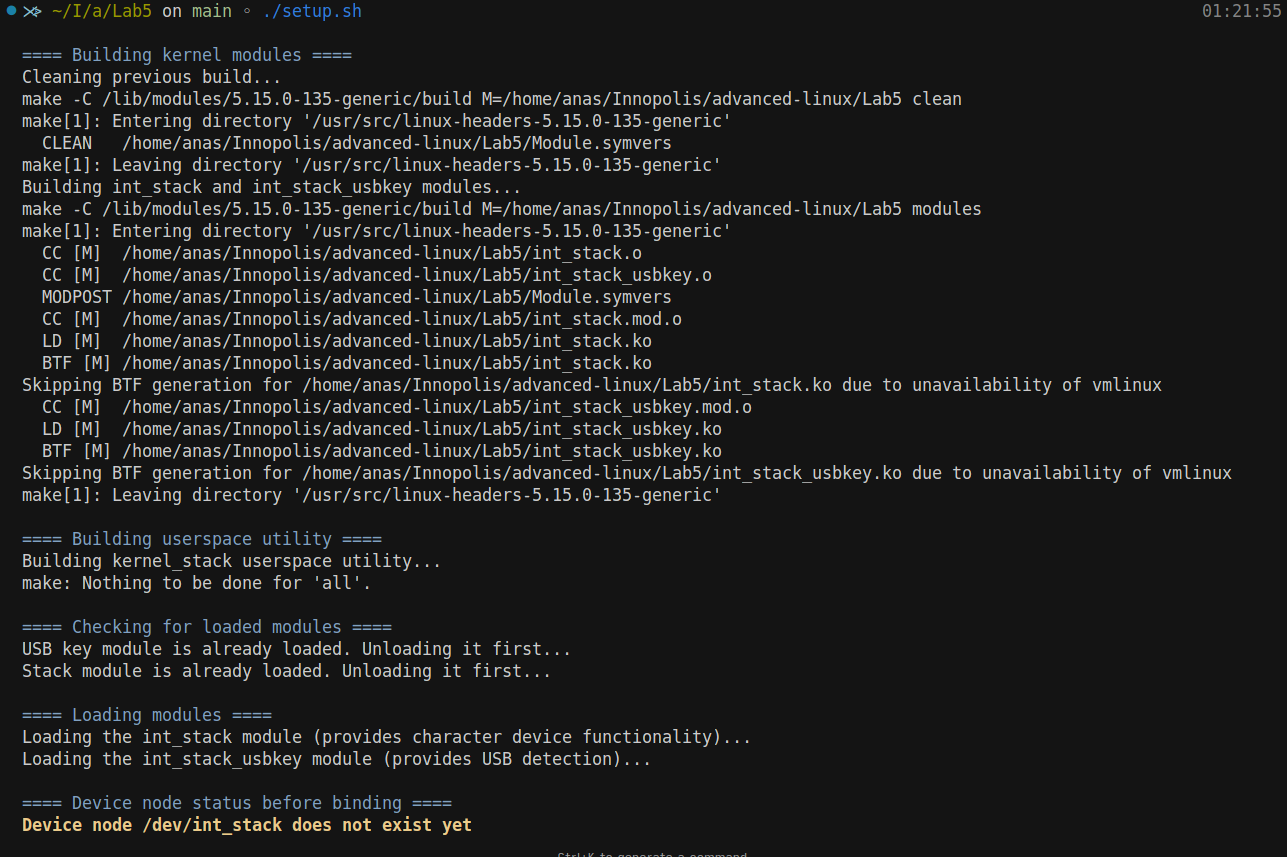 ~/I/a/Lab5 on main ◦ ./setup.sh 01:21:55
==== Building kernel modules ====
Cleaning previous build...
make -C /lib/modules/5.15.0-135-generic/build M=/home/anas/Innopolis/advanced-linux/Lab5 clean
make[1]: Entering directory '/usr/src/linux-headers-5.15.0-135-generic'
CLEAN /home/anas/Innopolis/advanced-linux/Lab5/Module.symvers
make[1]: Leaving directory '/usr/src/linux-headers-5.15.0-135-generic'
Building int_stack and int_stack_usbkey modules...
make -C /lib/modules/5.15.0-135-generic/build M=/home/anas/Innopolis/advanced-linux/Lab5 modules
make[1]: Entering directory '/usr/src/linux-headers-5.15.0-135-generic'
CC [M] /home/anas/Innopolis/advanced-linux/Lab5/int_stack.o
CC [M] /home/anas/Innopolis/advanced-linux/Lab5/int_stack_usbkey.o
MODPOST /home/anas/Innopolis/advanced-linux/Lab5/Module.symvers
CC [M] /home/anas/Innopolis/advanced-linux/Lab5/int_stack.mod.o
LD [M] /home/anas/Innopolis/advanced-linux/Lab5/int_stack.ko
BTF [M] /home/anas/Innopolis/advanced-linux/Lab5/int_stack.ko
Skipping BTF generation for /home/anas/Innopolis/advanced-linux/Lab5/int_stack.ko due to unavailability of vmlinux
CC [M] /home/anas/Innopolis/advanced-linux/Lab5/int_stack_usbkey.mod.o
LD [M] /home/anas/Innopolis/advanced-linux/Lab5/int_stack_usbkey.ko
BTF [M] /home/anas/Innopolis/advanced-linux/Lab5/int_stack_usbkey.ko
Skipping BTF generation for /home/anas/Innopolis/advanced-linux/Lab5/int_stack_usbkey.ko due to unavailability of vmlinux
make[1]: Leaving directory '/usr/src/linux-headers-5.15.0-135-generic'
==== Building userspace utility ====
Building kernel_stack userspace utility...
make: Nothing to be done for 'all'.
==== Checking for loaded modules ====
USB key module is already loaded. Unloading it first...
Stack module is already loaded. Unloading it first...
==== Loading modules ====
Loading the int_stack module (provides character device functionality)...
Loading the int_stack_usbkey module (provides USB detection)...
==== Device node status before binding ====
Device node /dev/int_stack does not exist yet
Ctrl+K to generate a command